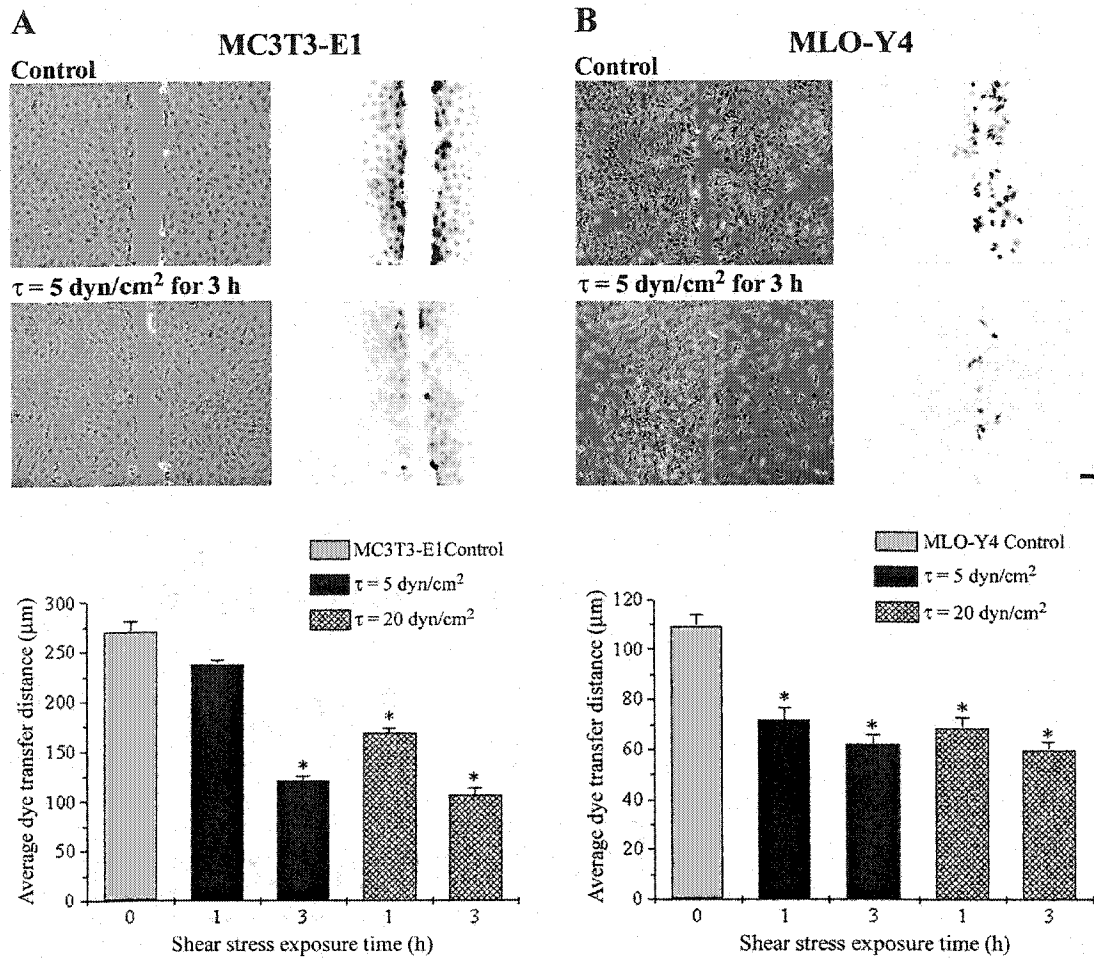 A
MC3T3-E1
Control
τ = 5 dyn/cm² for 3 h
MC3T3-E1Control
τ = 5 dyn/cm²
τ = 20 dyn/cm²
Average dye transfer distance (μm)
300
250
200
150
100
50
0
*
*
*
0 1 3 1 3
Shear stress exposure time (h)
B
MLO-Y4
Control
τ = 5 dyn/cm² for 3 h
MLO-Y4 Control
τ = 5 dyn/cm²
τ = 20 dyn/cm²
Average dye transfer distance (μm)
120
100
80
60
40
20
0
*
*
*
*
0 1 3 1 3
Shear stress exposure time (h)